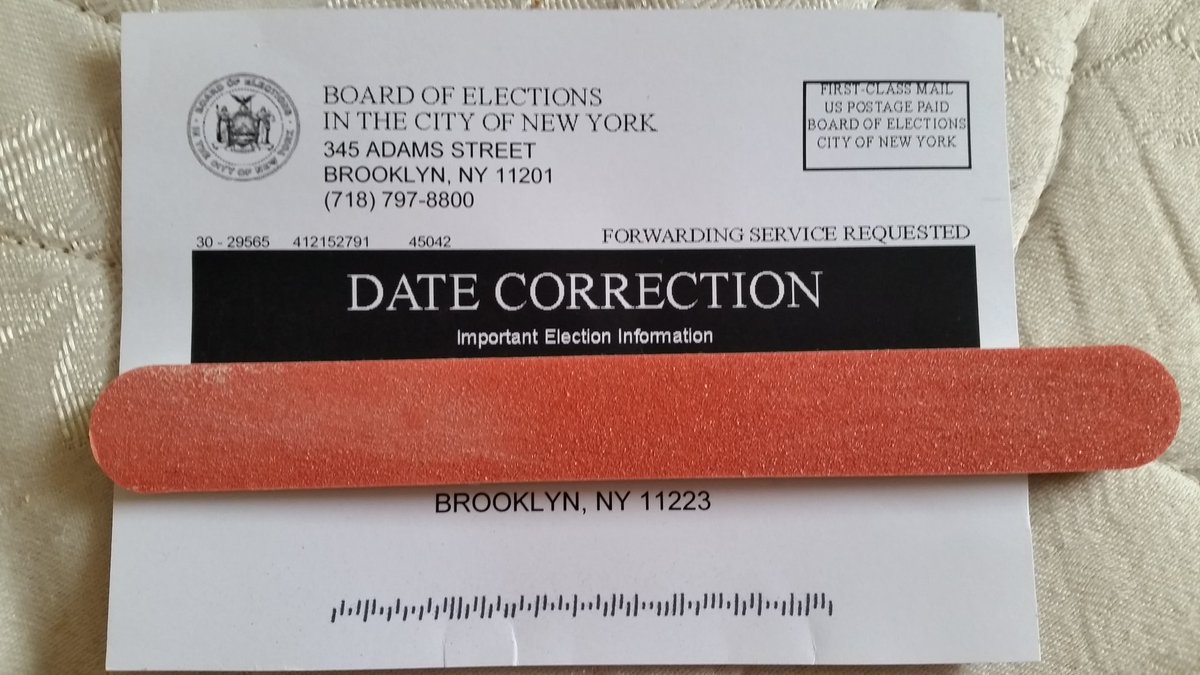 BOARD OF ELECTIONS
IN THE CITY OF NEW YORK
345 ADAMS STREET
BROOKLYN, NY 11201
(718) 797-8800
FIRST-CLASS MAIL
US POSTAGE PAID
BOARD OF ELECTIONS
CITY OF NEW YORK
30 - 29565 412152791 45042
FORWARDING SERVICE REQUESTED
DATE CORRECTION
Important Election Information
BROOKLYN, NY 11223